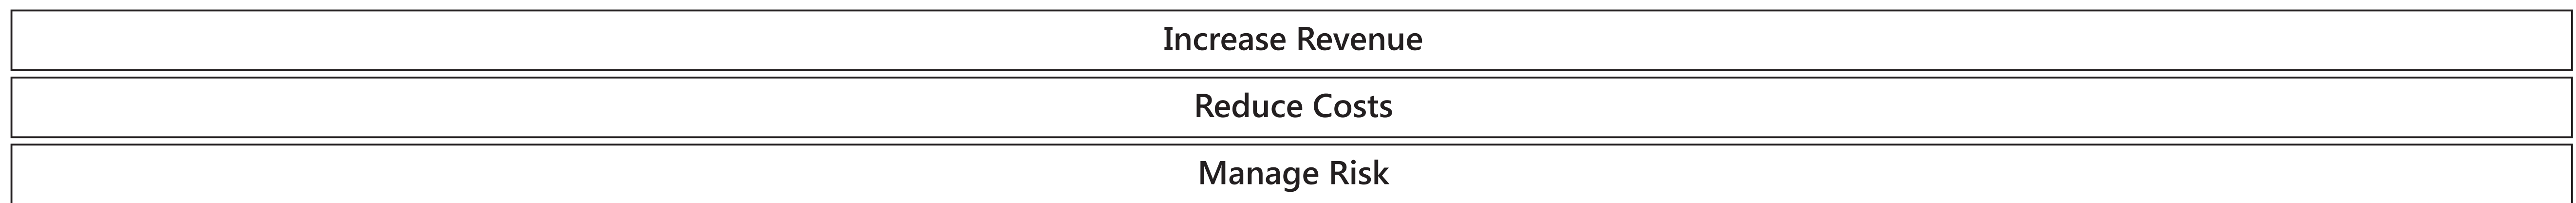 Increase Revenue
Reduce Costs
Manage Risk